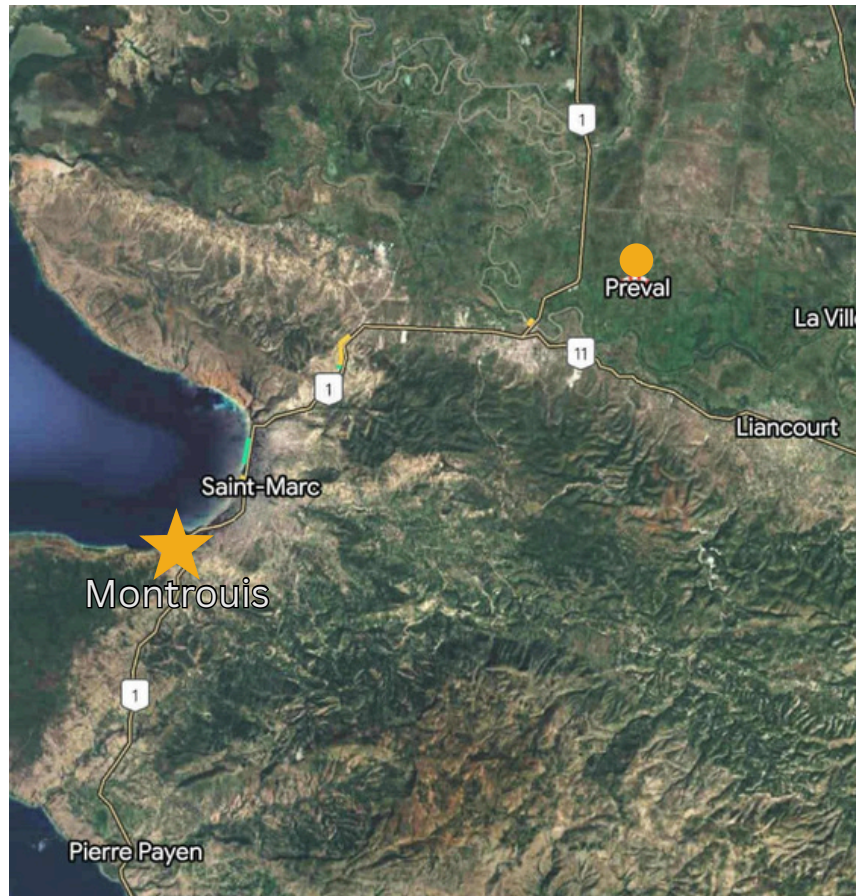 1
Preval
La Ville
11
1
Liancourt
Saint-Marc
Montrouis
1
Pierre Payen